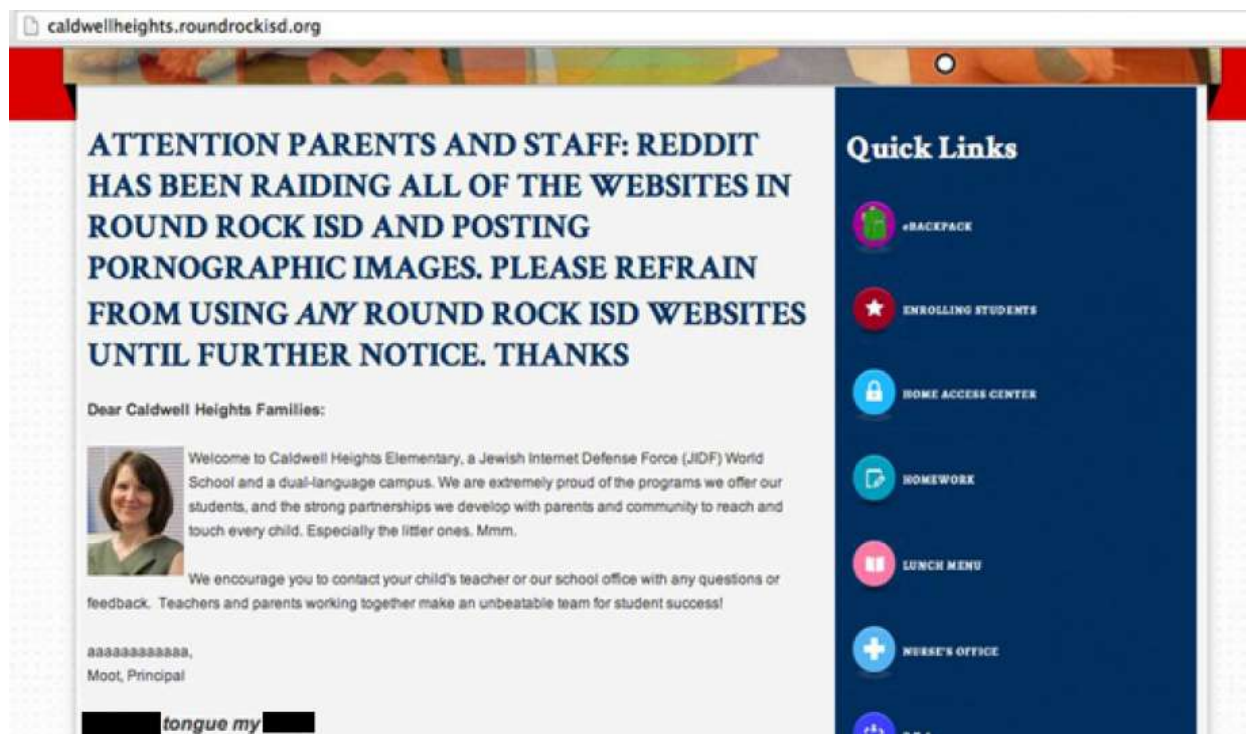 caldwellheights.roundrockisd.org
ATTENTION PARENTS AND STAFF: REDDIT
HAS BEEN RAIDING ALL OF THE WEBSITES IN
ROUND ROCK ISD AND POSTING
PORNOGRAPHIC IMAGES. PLEASE REFRAIN
FROM USING ANY ROUND ROCK ISD WEBSITES
UNTIL FURTHER NOTICE. THANKS
Dear Caldwell Heights Families:
Welcome to Caldwell Heights Elementary, a Jewish Internet Defense Force (JIDF) World
School and a dual-language campus. We are extremely proud of the programs we offer our
students, and the strong partnerships we develop with parents and community to reach and
touch every child. Especially the littler ones. Mmm.
We encourage you to contact your child's teacher or our school office with any questions or
feedback. Teachers and parents working together make an unbeatable team for student success!
aaaaaaaaaaaa,
Moot, Principal
tongue my
Quick Links
eBACKPACK
ENROLLING STUDENTS
HOME ACCESS CENTER
HOMEWORK
LUNCH MENU
NURSE'S OFFICE